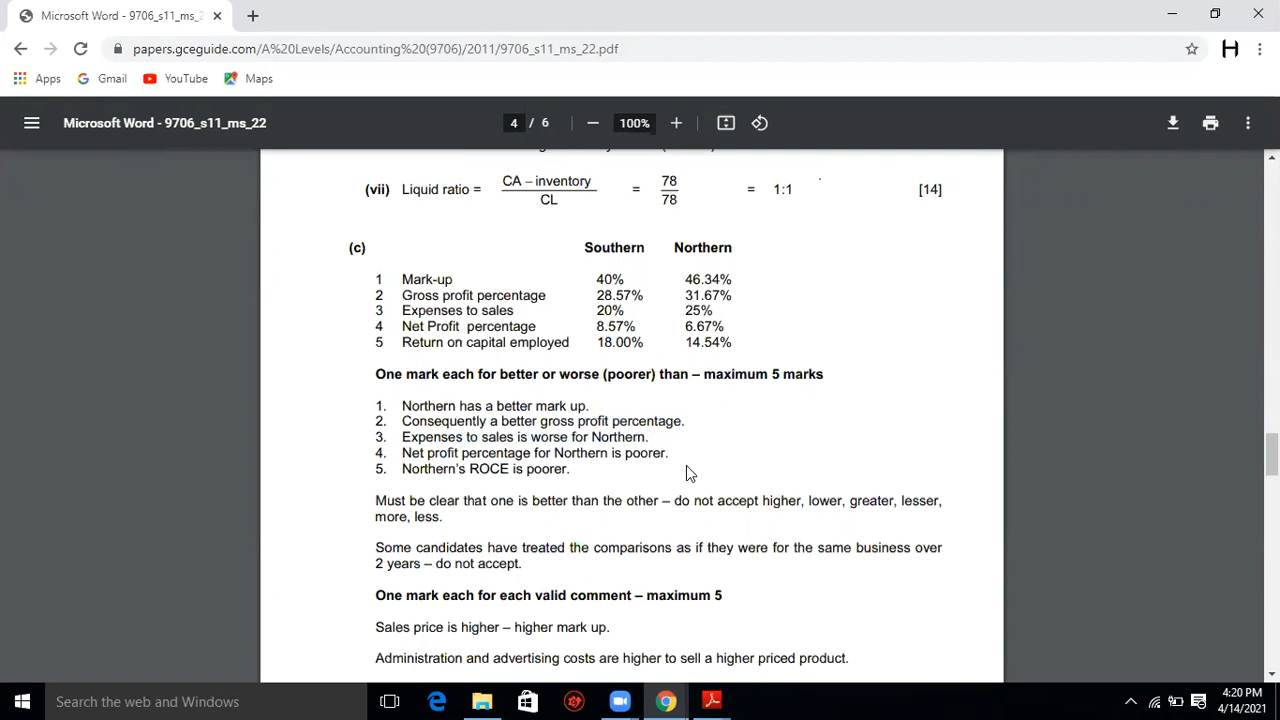 Microsoft Word - 9706_s11_ms_2
papers.gceguide.com/A%20Levels/Accounting%20(9706)/2011/9706_s11_ms_22.pdf
Apps Gmail YouTube Maps
Microsoft Word - 9706_s11_ms_22 4 / 6 100%
(vii) Liquid ratio = CA – inventory / CL = 78 / 78 = 1:1 [14]
(c) Southern Northern
1 Mark-up 40% 46.34%
2 Gross profit percentage 28.57% 31.67%
3 Expenses to sales 20% 25%
4 Net Profit percentage 8.57% 6.67%
5 Return on capital employed 18.00% 14.54%
One mark each for better or worse (poorer) than – maximum 5 marks
1. Northern has a better mark up.
2. Consequently a better gross profit percentage.
3. Expenses to sales is worse for Northern.
4. Net profit percentage for Northern is poorer.
5. Northern's ROCE is poorer.
Must be clear that one is better than the other – do not accept higher, lower, greater, lesser,
more, less.
Some candidates have treated the comparisons as if they were for the same business over
2 years – do not accept.
One mark each for each valid comment – maximum 5
Sales price is higher – higher mark up.
Administration and advertising costs are higher to sell a higher priced product.
Search the web and Windows
4:20 PM
4/14/2021